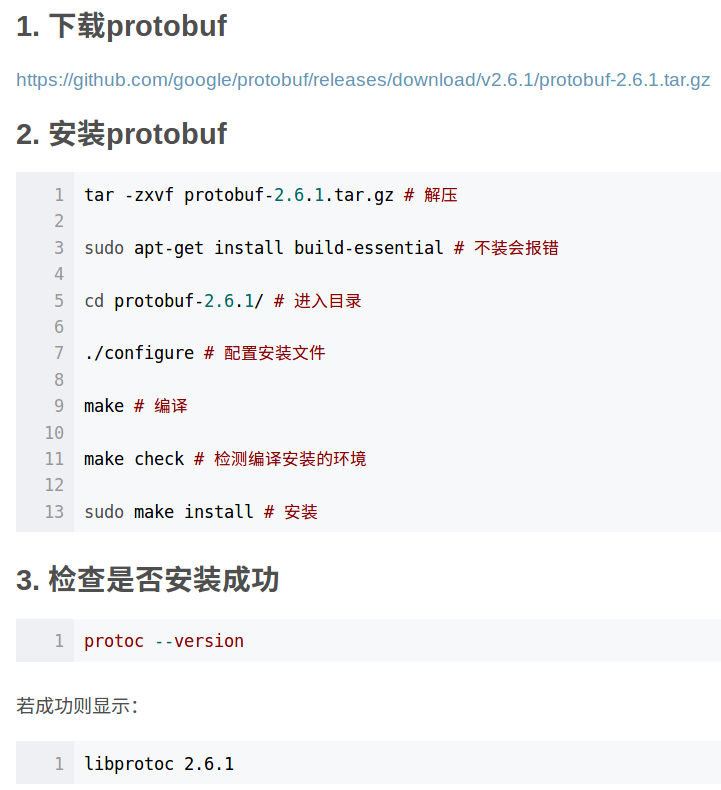 1. 下载protobuf
https://github.com/google/protobuf/releases/download/v2.6.1/protobuf-2.6.1.tar.gz
2. 安装protobuf
1 tar -zxvf protobuf-2.6.1.tar.gz # 解压
2
3 sudo apt-get install build-essential # 不装会报错
4
5 cd protobuf-2.6.1/ # 进入目录
6
7 ./configure # 配置安装文件
8
9 make # 编译
10
11 make check # 检测编译安装的环境
12
13 sudo make install # 安装
3. 检查是否安装成功
1 protoc --version
若成功则显示：
1 libprotoc 2.6.1